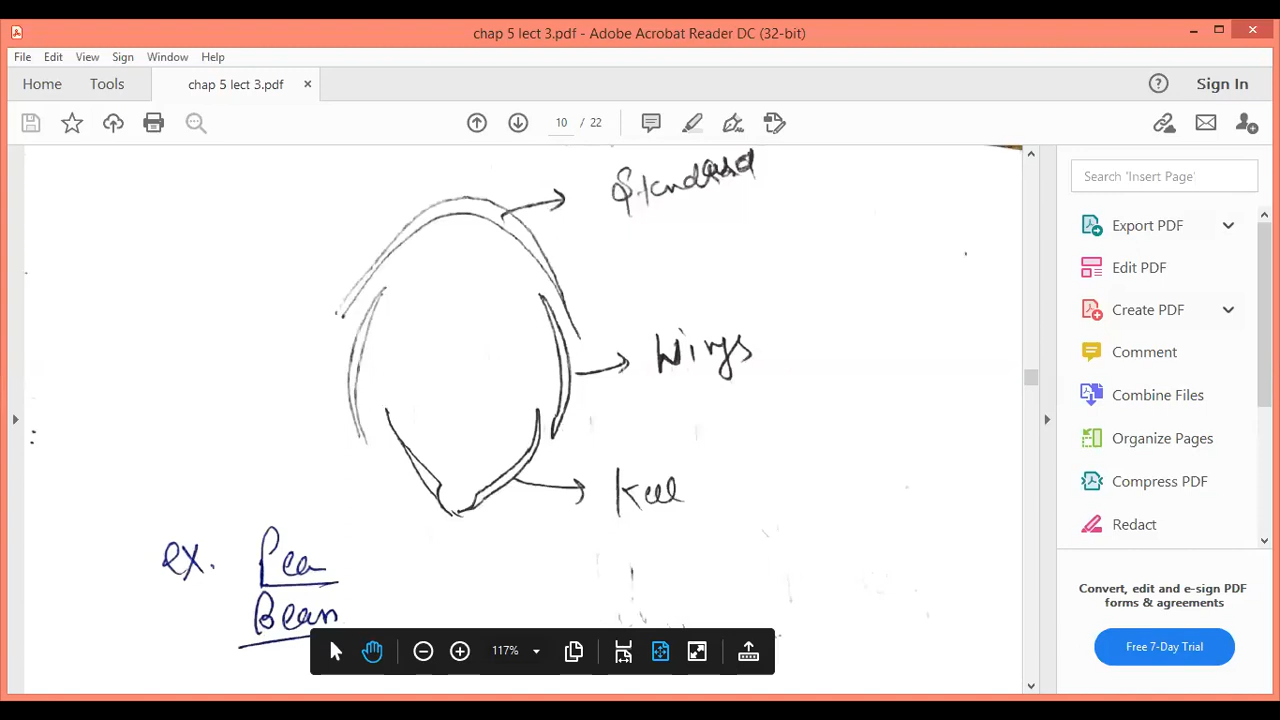 chap 5 lect 3.pdf - Adobe Acrobat Reader DC (32-bit)
File Edit View Sign Window Help
Home Tools chap 5 lect 3.pdf × Sign In
10 / 22
Standard
Wings
Keel
ex. Pea
Bean
117%
Search 'Insert Page'
Export PDF
Edit PDF
Create PDF
Comment
Combine Files
Organize Pages
Compress PDF
Redact
Convert, edit and e-sign PDF
forms & agreements
Free 7-Day Trial